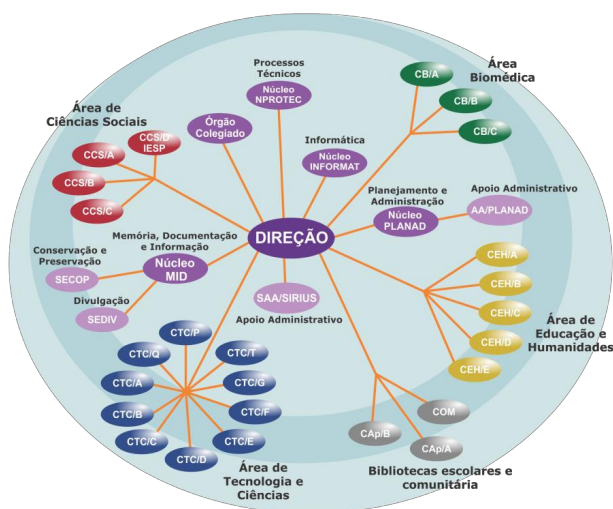 Processos
Técnicos
Núcleo
NPROTEC
Órgão
Colegiado
Informática
Núcleo
INFORMAT
Área
Biomédica
CB/A
CB/B
CB/C
Área de
Ciências Sociais
CCS/A
CCS/D
IESP
CCS/B
CCS/C
Planejamento e
Administração
Núcleo
PLANAD
Apoio Administrativo
AA/PLANAD
DIREÇÃO
Memória, Documentação
e Informação
Núcleo
MID
Conservação e
Preservação
SECOP
Divulgação
SEDIV
SAA/SIRIUS
Apoio Administrativo
CEH/A
CEH/B
CEH/C
CEH/D
CEH/E
Área de
Educação e
Humanidades
CTC/P
CTC/Q
CTC/T
CTC/A
CTC/G
CTC/B
CTC/F
CTC/C
CTC/E
CTC/D
Área de
Tecnologia e
Ciências
COM
CAp/B
CAp/A
Bibliotecas escolares e
comunitária